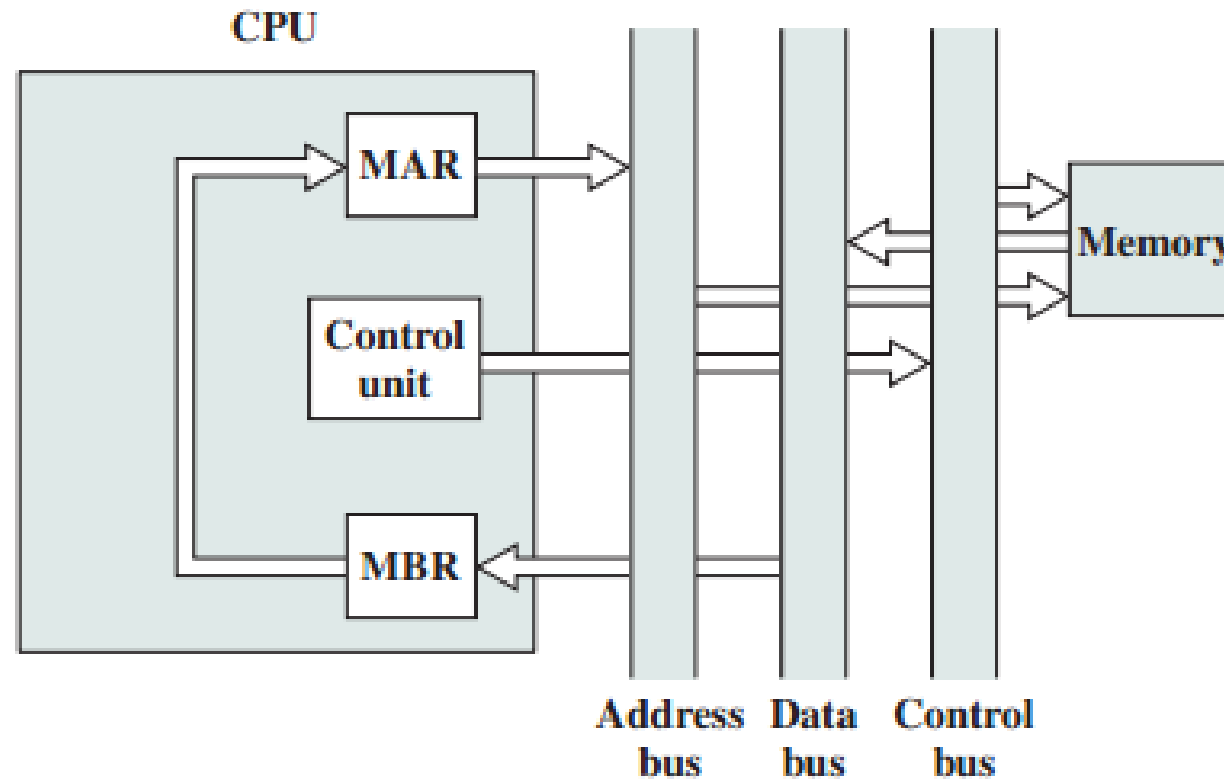 CPU
MAR
Memory
Control
unit
MBR
Address
bus
Data
bus
Control
bus